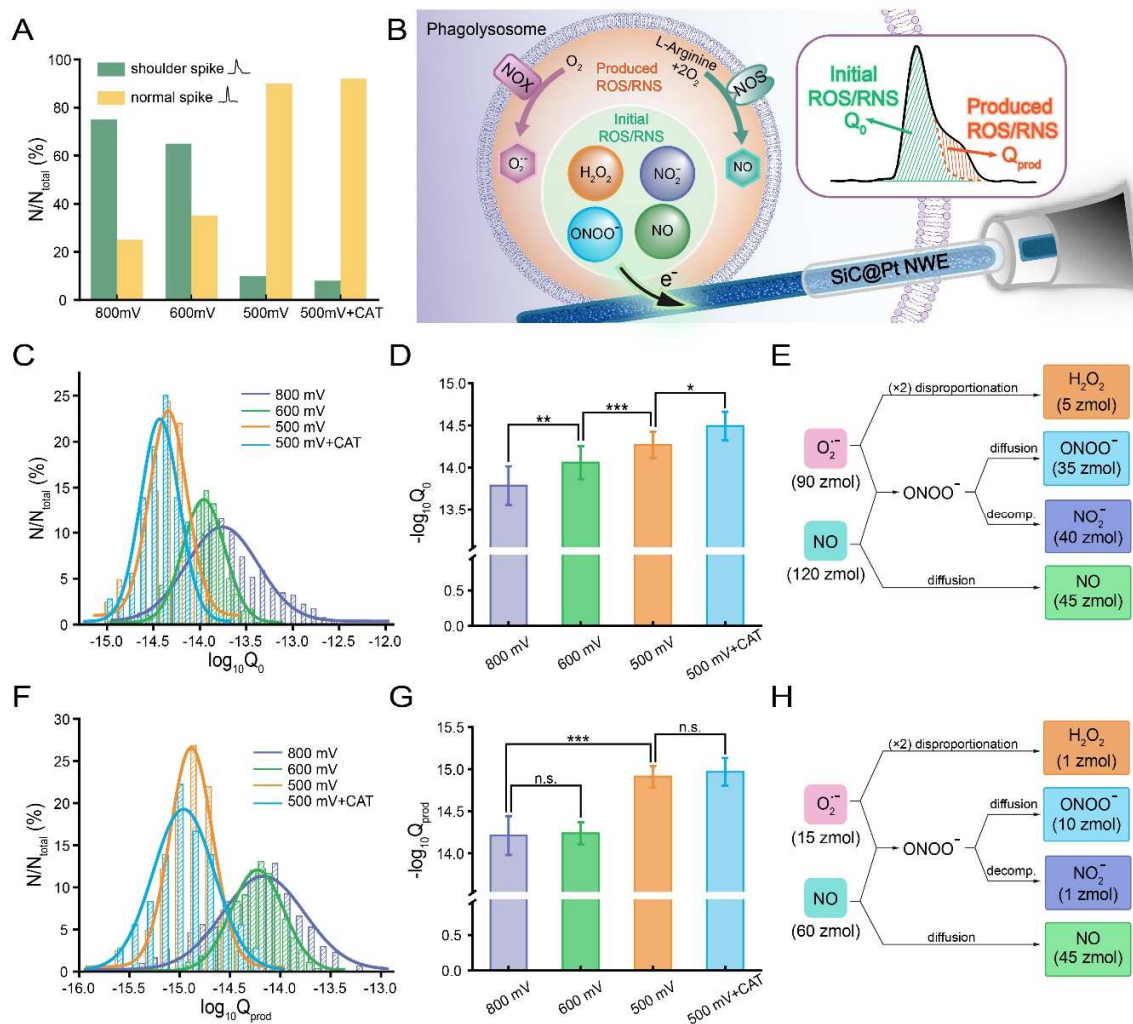 A
shoulder spike
normal spike
N/N_total (%)
100
80
60
40
20
0
800mV
600mV
500mV
500mV+CAT
B
Phagolysosome
NOX
O₂
Produced
ROS/RNS
L-Arginine
+2O₂
NOS
Initial
ROS/RNS
O₂·⁻
NO
H₂O₂
NO₂⁻
ONOO⁻
NO
e⁻
SiC@Pt NWE
Initial
ROS/RNS
Q₀
Produced
ROS/RNS
Q_prod
C
800 mV
600 mV
500 mV
500 mV+CAT
N/N_total (%)
25
20
15
10
5
0
-15.0
-14.5
-14.0
-13.5
-13.0
-12.5
-12.0
log₁₀Q₀
D
-log₁₀Q₀
15.0
14.5
14.0
13.5
0.5
0.0
**
***
*
800 mV
600 mV
500 mV
500 mV+CAT
E
O₂·⁻
(90 zmol)
NO
(120 zmol)
(×2) disproportionation
ONOO⁻
diffusion
decomp.
diffusion
H₂O₂
(5 zmol)
ONOO⁻
(35 zmol)
NO₂⁻
(40 zmol)
NO
(45 zmol)
F
800 mV
600 mV
500 mV
500 mV+CAT
N/N_total (%)
30
25
20
15
10
5
0
-16.0
-15.5
-15.0
-14.5
-14.0
-13.5
-13.0
log₁₀Q_prod
G
-log₁₀Q_prod
15.5
15.0
14.5
14.0
0.5
0.0
***
n.s.
n.s.
800 mV
600 mV
500 mV
500 mV+CAT
H
O₂·⁻
(15 zmol)
NO
(60 zmol)
(×2) disproportionation
ONOO⁻
diffusion
decomp.
diffusion
H₂O₂
(1 zmol)
ONOO⁻
(10 zmol)
NO₂⁻
(1 zmol)
NO
(45 zmol)